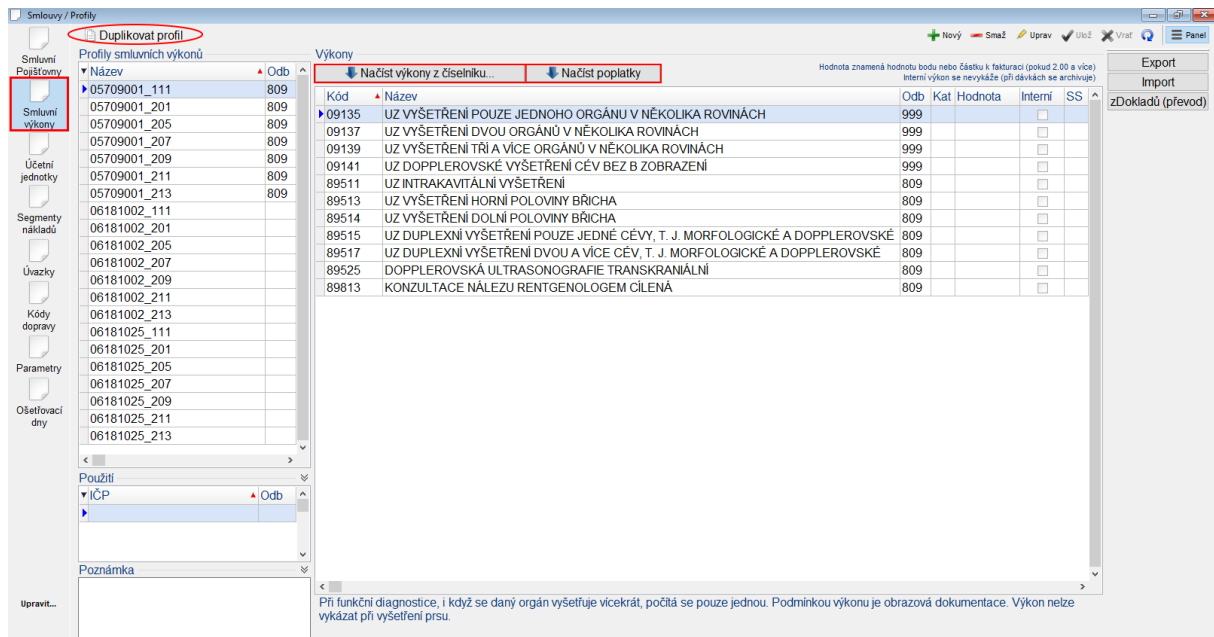 Smlouvy / Profily
Duplikovat profil
Nový Smaž Uprav Ulož Vrať Panel
Smluvní
Pojišťovny
Smluvní
výkony
Účetní
jednotky
Segmenty
nákladů
Úvazky
Kódy
dopravy
Parametry
Ošetřovací
dny
Upravit...
Profily smluvních výkonů
Název Odb
05709001_111 809
05709001_201 809
05709001_205 809
05709001_207 809
05709001_209 809
05709001_211 809
05709001_213 809
06181002_111
06181002_201
06181002_205
06181002_207
06181002_209
06181002_211
06181002_213
06181025_111
06181025_201
06181025_205
06181025_207
06181025_209
06181025_211
06181025_213
Použití
IČP Odb
Poznámka
Výkony
Načíst výkony z číselníku... Načíst poplatky
Hodnota znamená hodnotu bodu nebo částku k fakturaci (pokud 2.00 a více)
Interní výkon se nevykáže (při dávkách se archivuje)
Kód Název Odb Kat Hodnota Interní SS
09135 UZ VYŠETŘENÍ POUZE JEDNOHO ORGÁNU V NĚKOLIKA ROVINÁCH 999
09137 UZ VYŠETŘENÍ DVOU ORGÁNŮ V NĚKOLIKA ROVINÁCH 999
09139 UZ VYŠETŘENÍ TŘÍ A VÍCE ORGÁNŮ V NĚKOLIKA ROVINÁCH 999
09141 UZ DOPPLEROVSKÉ VYŠETŘENÍ CÉV BEZ B ZOBRAZENÍ 999
89511 UZ INTRAKAVITÁLNÍ VYŠETŘENÍ 809
89513 UZ VYŠETŘENÍ HORNÍ POLOVINY BŘICHA 809
89514 UZ VYŠETŘENÍ DOLNÍ POLOVINY BŘICHA 809
89515 UZ DUPLEXNÍ VYŠETŘENÍ POUZE JEDNÉ CÉVY, T. J. MORFOLOGICKÉ A DOPPLEROVSKÉ 809
89517 UZ DUPLEXNÍ VYŠETŘENÍ DVOU A VÍCE CÉV, T. J. MORFOLOGICKÉ A DOPPLEROVSKÉ 809
89525 DOPPLEROVSKÁ ULTRASONOGRAFIE TRANSKRANIÁLNÍ 809
89813 KONZULTACE NÁLEZU RENTGENOLOGEM CÍLENÁ 809
Při funkční diagnostice, i když se daný orgán vyšetřuje vícekrát, počítá se pouze jednou. Podmínkou výkonu je obrazová dokumentace. Výkon nelze
vykázat při vyšetření prsu.
Export
Import
zDokladů (převod)